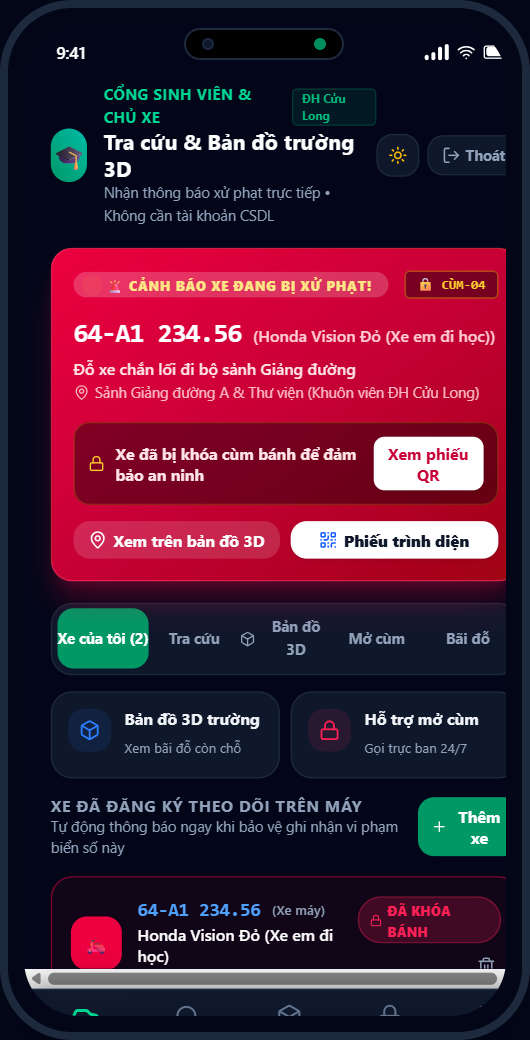 9:41
CỔNG SINH VIÊN &
CHỦ XE
ĐH Cửu
Long
Tra cứu & Bản đồ trường
3D
Thoát
Nhận thông báo xử phạt trực tiếp •
Không cần tài khoản CSDL
CẢNH BÁO XE ĐANG BỊ XỬ PHẠT!
CÙM-04
64-A1 234.56 (Honda Vision Đỏ (Xe em đi học))
Đỗ xe chắn lối đi bộ sảnh Giảng đường
Sảnh Giảng đường A & Thư viện (Khuôn viên ĐH Cửu Long)
Xe đã bị khóa cùm bánh để đảm
bảo an ninh
Xem phiếu
QR
Xem trên bản đồ 3D
Phiếu trình diện
Xe của tôi (2)
Tra cứu
Bản đồ
3D
Mở cùm
Bãi đỗ
Bản đồ 3D trường
Xem bãi đỗ còn chỗ
Hỗ trợ mở cùm
Gọi trực ban 24/7
XE ĐÃ ĐĂNG KÝ THEO DÕI TRÊN MÁY
Tự động thông báo ngay khi bảo vệ ghi nhận vi phạm
biển số này
+ Thêm
xe
64-A1 234.56 (Xe máy)
Honda Vision Đỏ (Xe em đi
học)
ĐÃ KHÓA
BÁNH